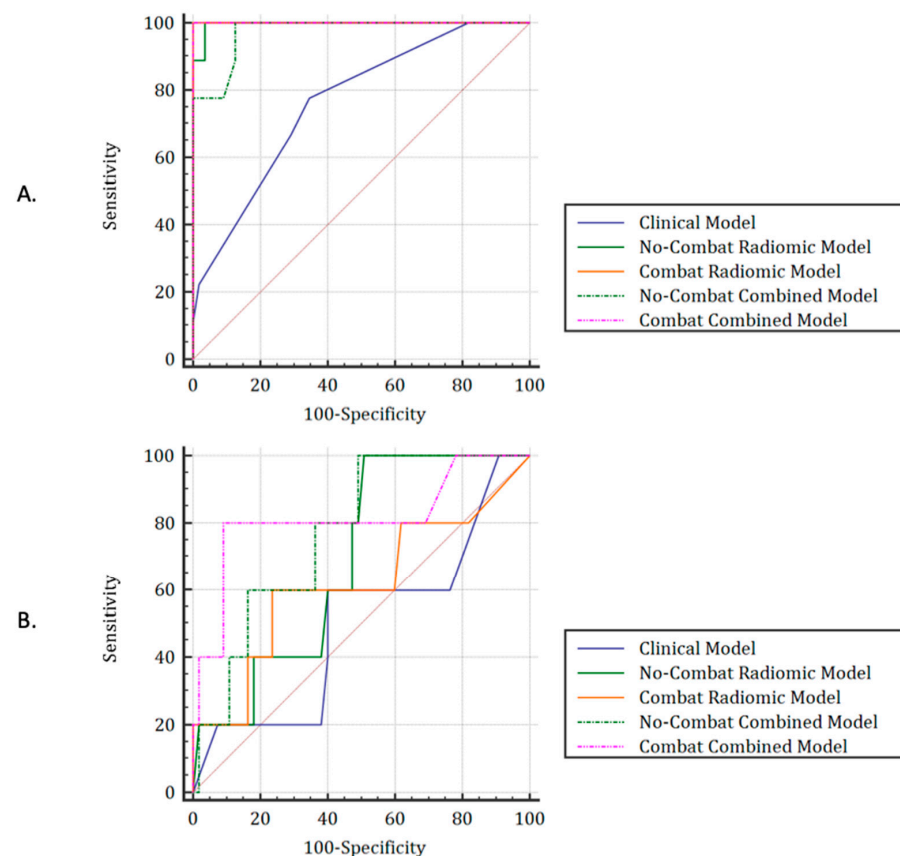 A.
Sensitivity
100
80
60
40
20
0
0 20 40 60 80 100
100-Specificity
Clinical Model
No-Combat Radiomic Model
Combat Radiomic Model
No-Combat Combined Model
Combat Combined Model
B.
Sensitivity
100
80
60
40
20
0
0 20 40 60 80 100
100-Specificity
Clinical Model
No-Combat Radiomic Model
Combat Radiomic Model
No-Combat Combined Model
Combat Combined Model